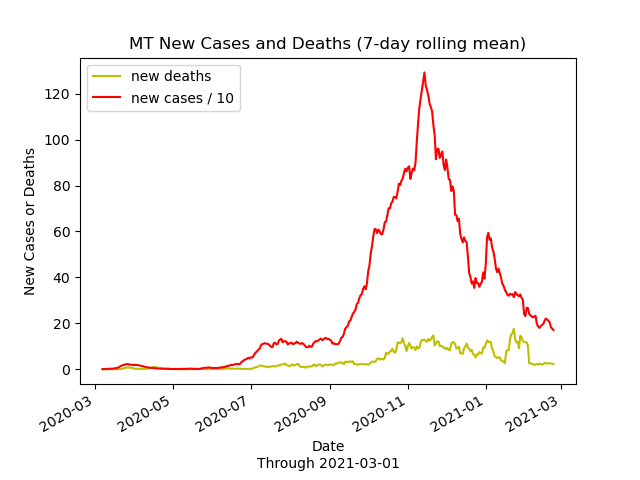 MT New Cases and Deaths (7-day rolling mean)
new deaths
new cases / 10
New Cases or Deaths
120
100
80
60
40
20
0
2020-03
2020-05
2020-07
2020-09
2020-11
2021-01
2021-03
Date
Through 2021-03-01